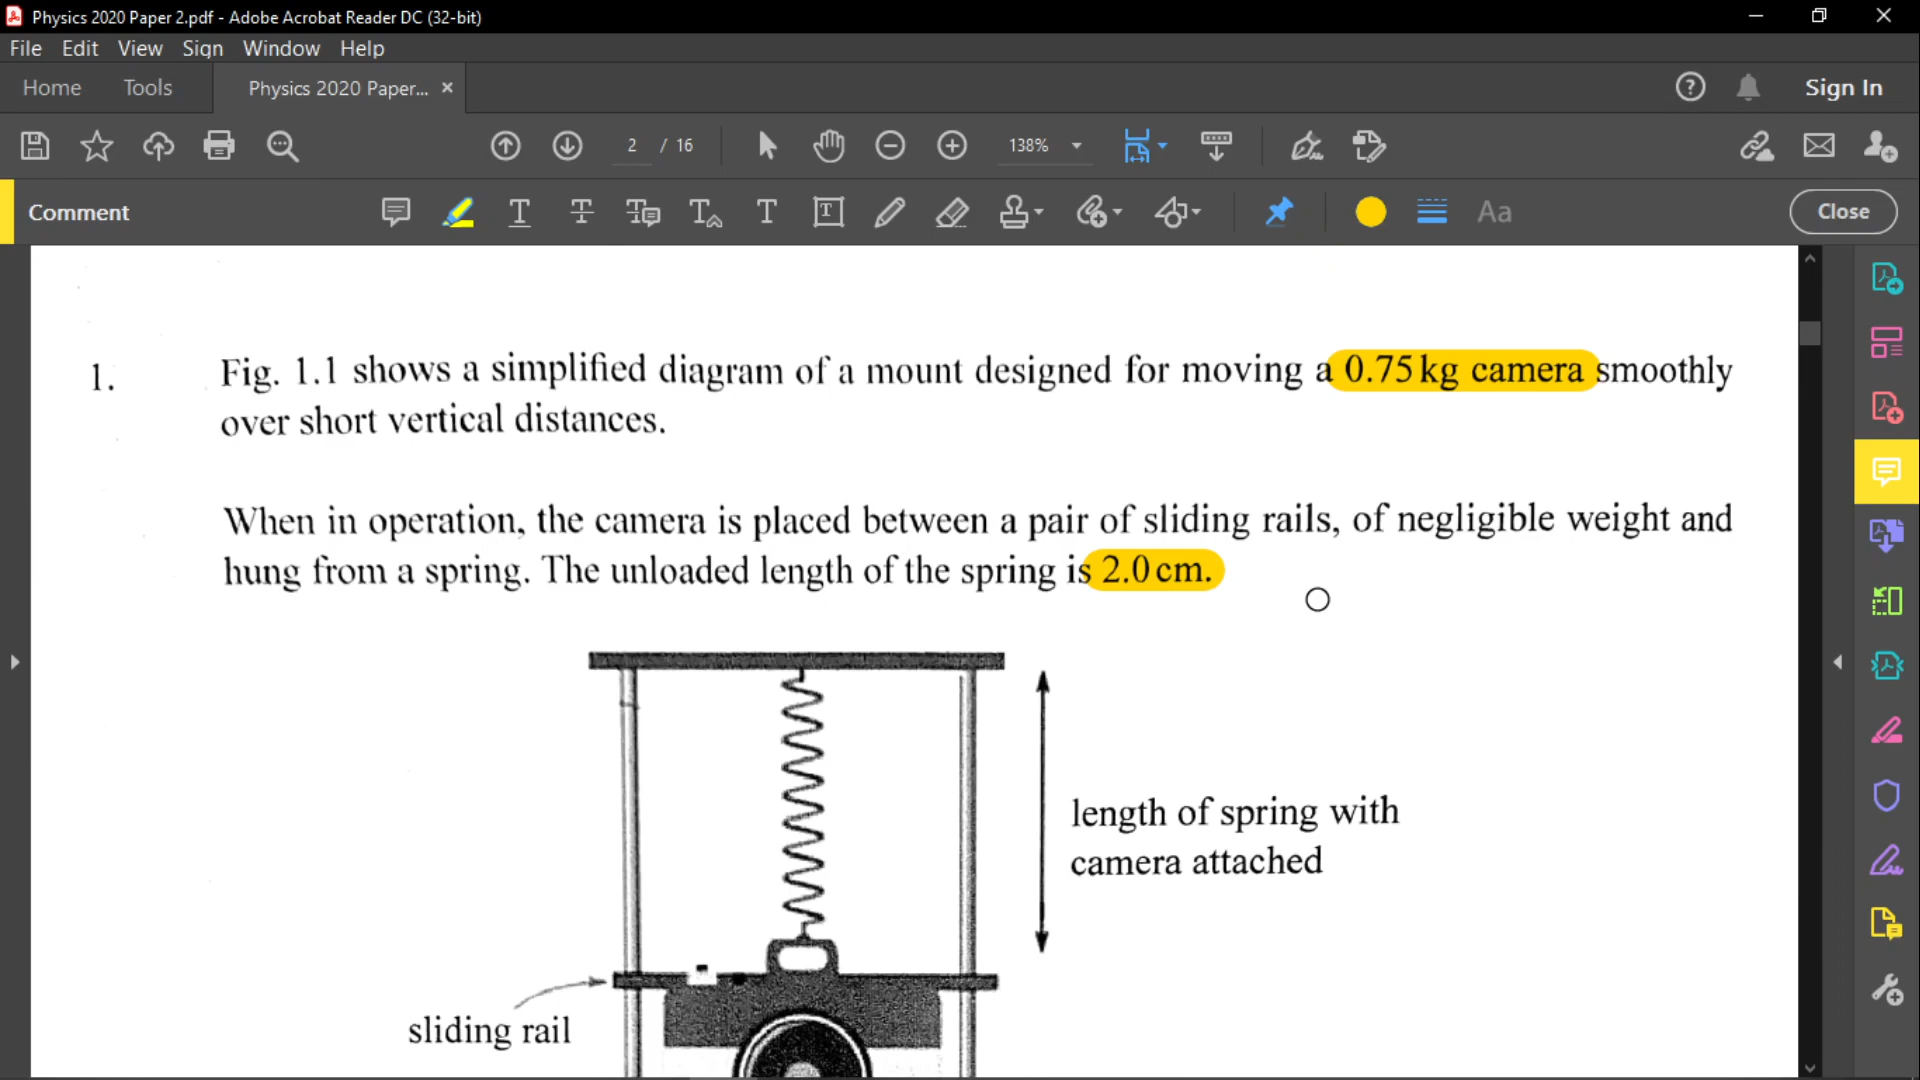 Physics 2020 Paper 2.pdf - Adobe Acrobat Reader DC (32-bit)
File Edit View Sign Window Help
Home Tools Physics 2020 Paper... × Sign In
2 / 16 138%
Comment Aa Close
1. Fig. 1.1 shows a simplified diagram of a mount designed for moving a 0.75 kg camera smoothly
over short vertical distances.
When in operation, the camera is placed between a pair of sliding rails, of negligible weight and
hung from a spring. The unloaded length of the spring is 2.0 cm.
length of spring with
camera attached
sliding rail